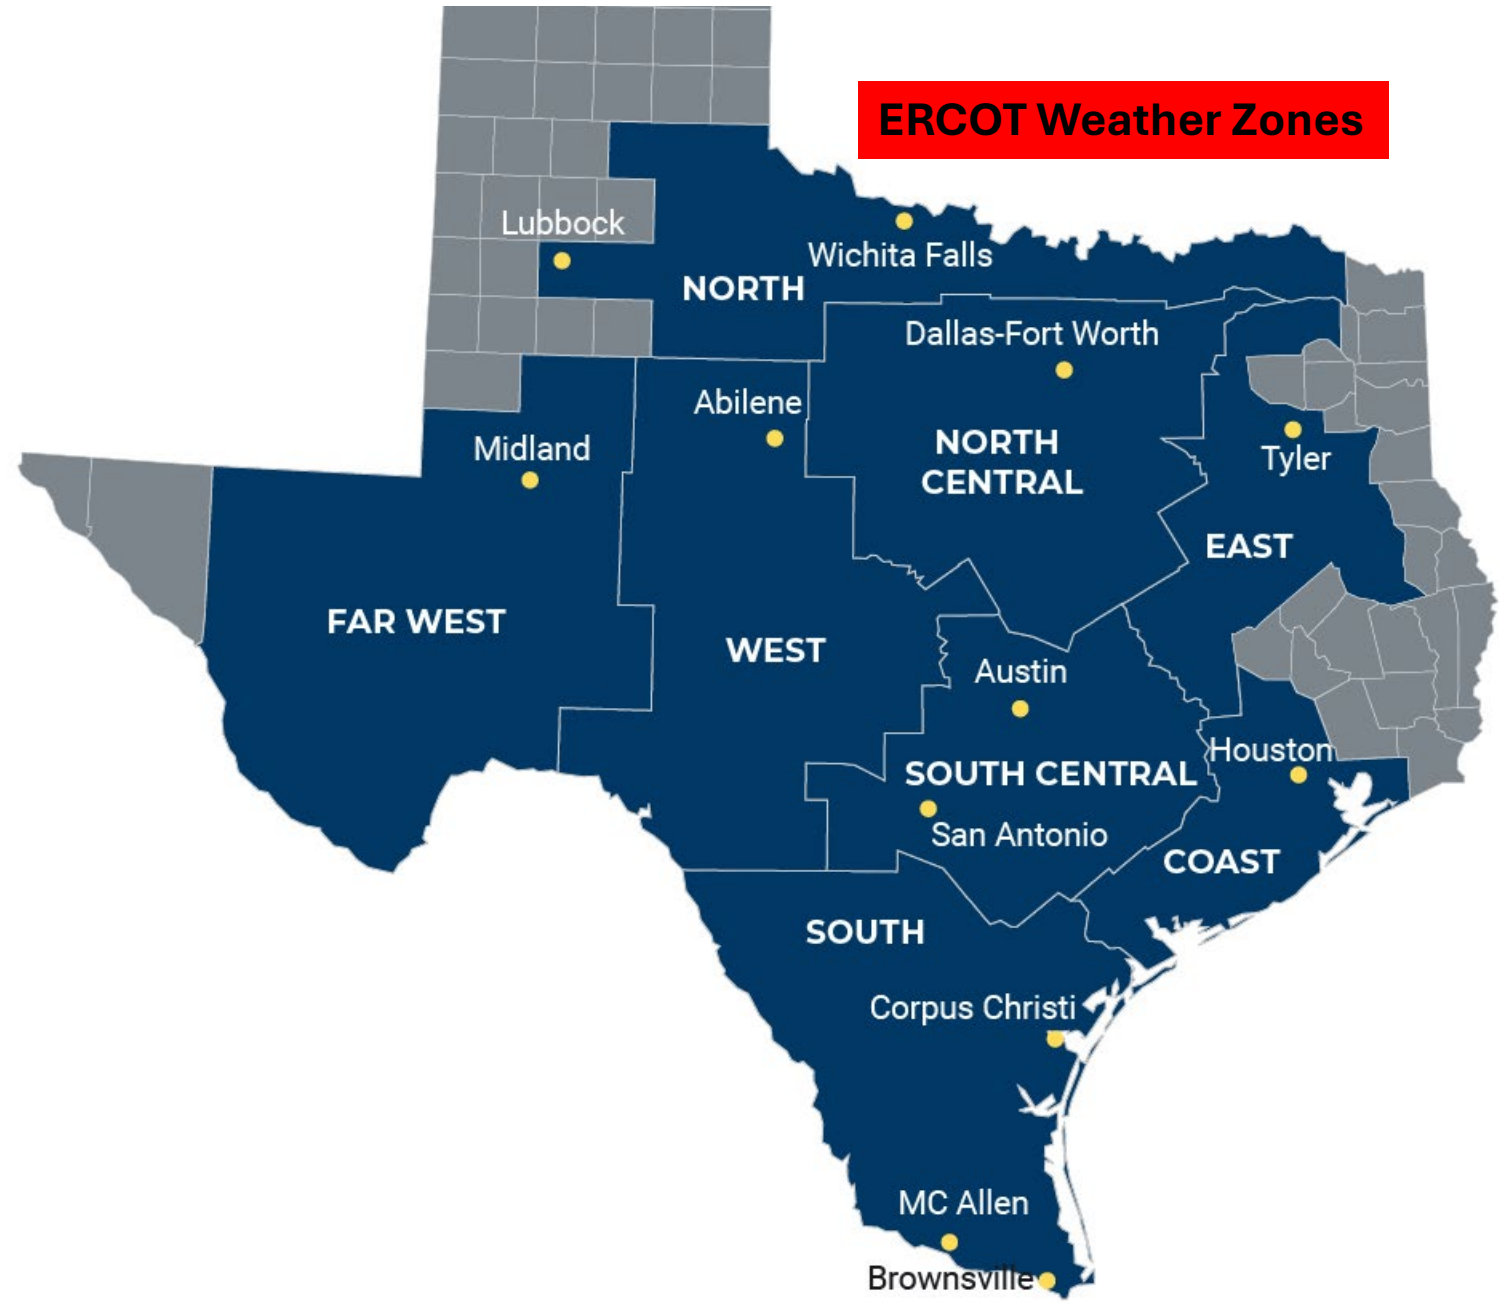 ERCOT Weather Zones
Lubbock
Wichita Falls
NORTH
Dallas-Fort Worth
Abilene
Midland
NORTH
CENTRAL
Tyler
EAST
FAR WEST
WEST
Austin
Houston
SOUTH CENTRAL
San Antonio
COAST
SOUTH
Corpus Christi
MC Allen
Brownsville